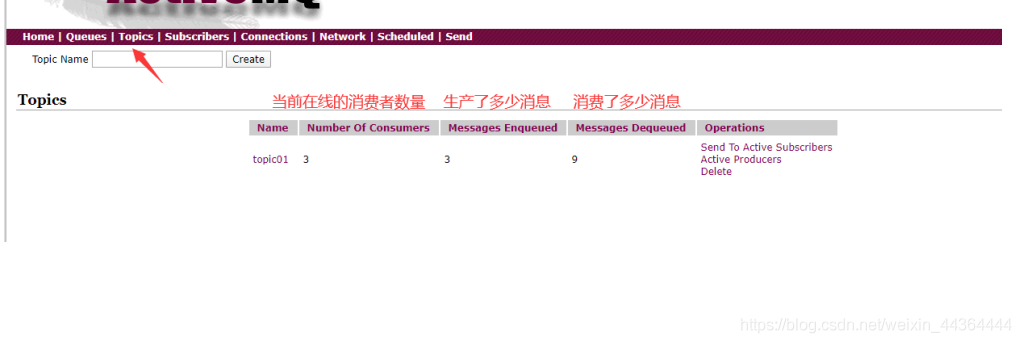 Home | Queues | Topics | Subscribers | Connections | Network | Scheduled | Send
Topic Name Create
Topics
当前在线的消费者数量 生产了多少消息 消费了多少消息
Name Number Of Consumers Messages Enqueued Messages Dequeued Operations
topic01 3 3 9 Send To Active Subscribers
Active Producers
Delete
https://blog.csdn.net/weixin_44364444